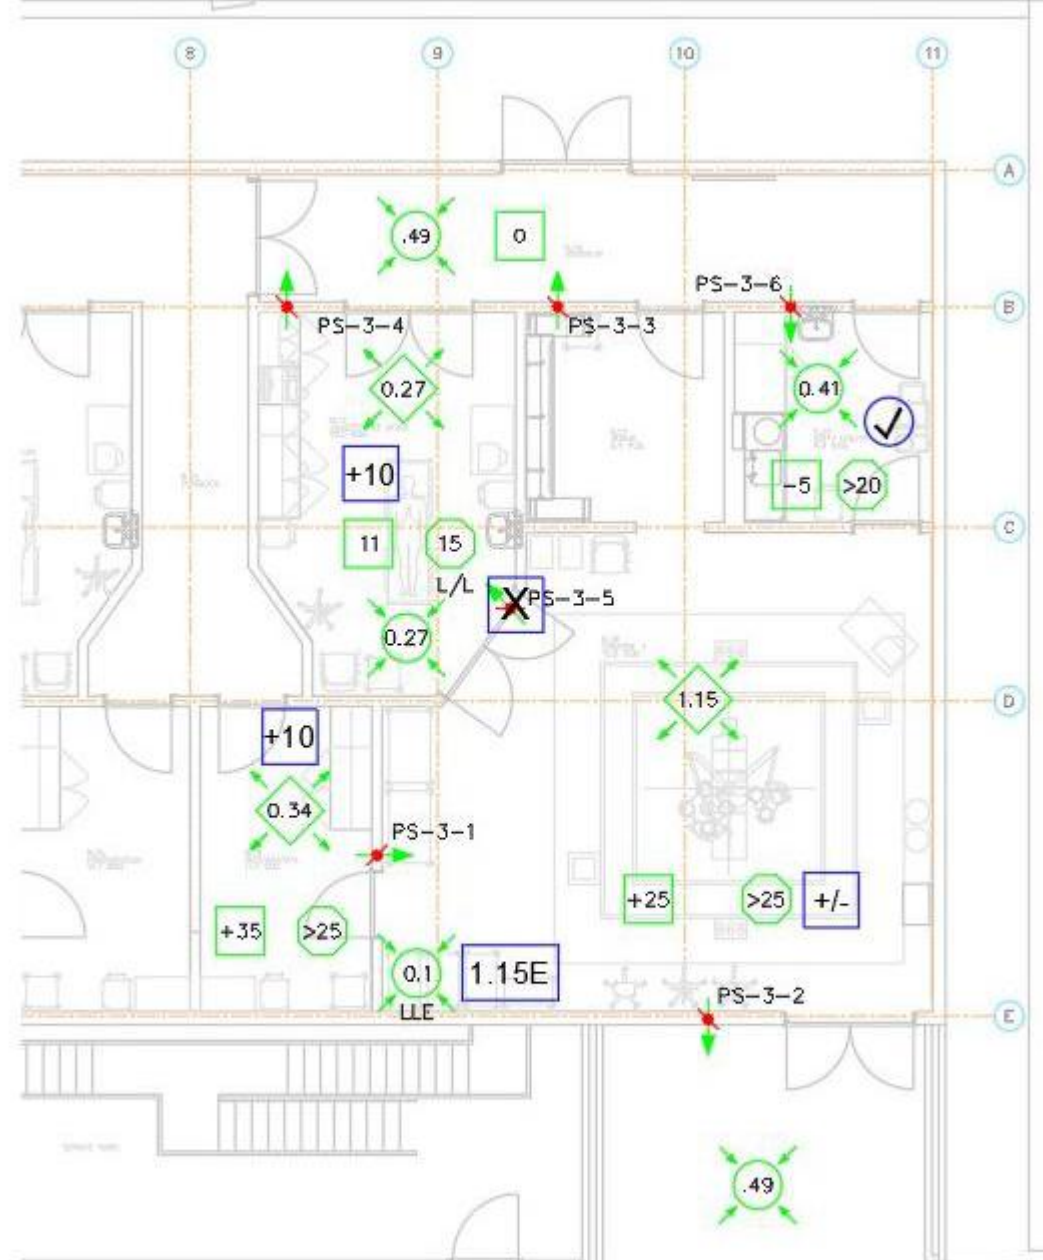 8
9
10
11
A
.49
0
PS-3-6
B
PS-3-4
PS-3-3
0.27
0.41
✓
+10
-5
>20
C
11
15
L/L
X
PS-3-5
0.27
1.15
D
+10
0.34
PS-3-1
+25
>25
+/-
+35
>25
0.1
1.15E
LLE
PS-3-2
E
.49